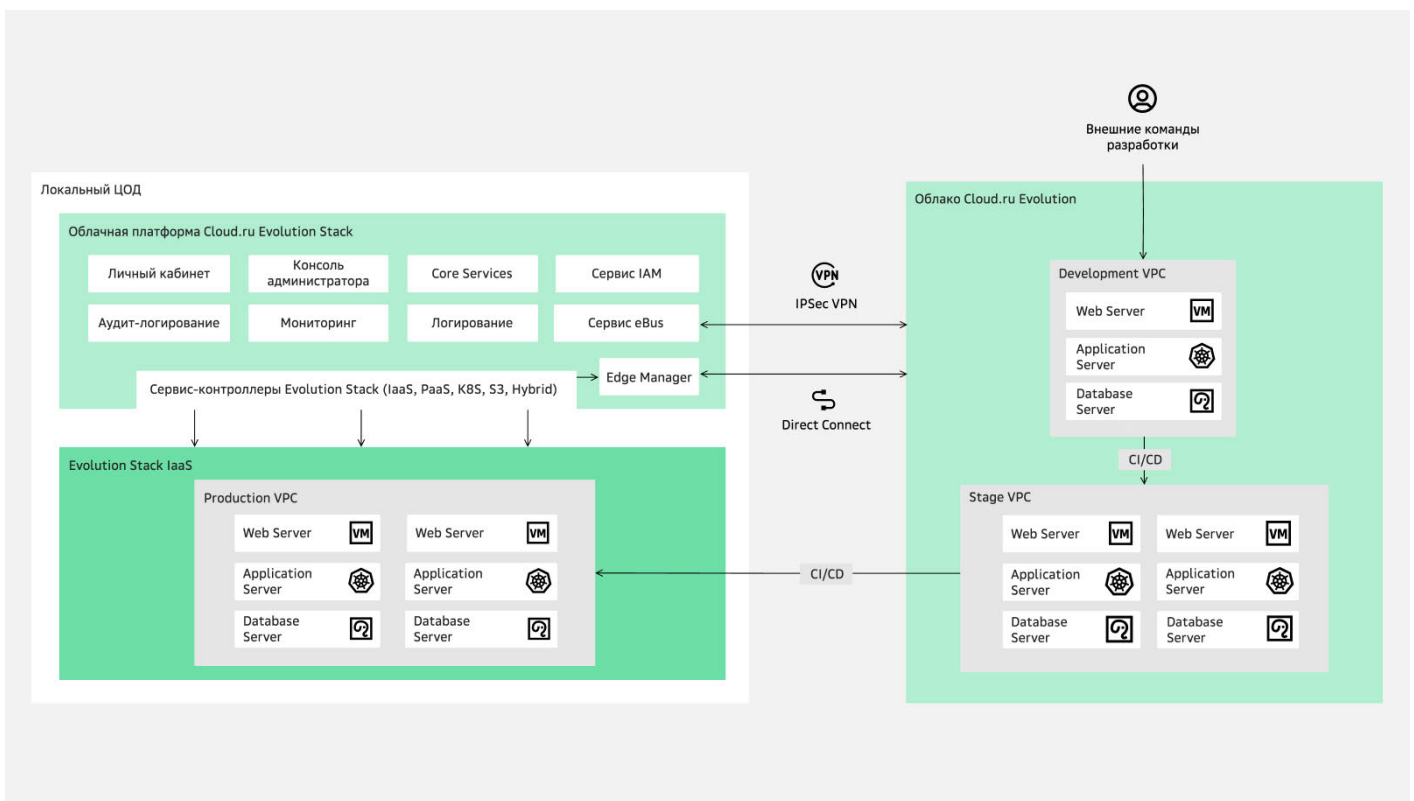 Внешние команды
разработки
Локальный ЦОД
Облачная платформа Cloud.ru Evolution Stack
Личный кабинет
Консоль
администратора
Core Services
Сервис IAM
Аудит-логирование
Мониторинг
Логирование
Сервис eBus
Edge Manager
Сервис-контроллеры Evolution Stack (IaaS, PaaS, K8S, S3, Hybrid)
Evolution Stack IaaS
Production VPC
Web Server
VM
Web Server
VM
Application
Server
Application
Server
Database
Server
Database
Server
VPN
IPSec VPN
Direct Connect
CI/CD
Облако Cloud.ru Evolution
Development VPC
Web Server
VM
Application
Server
Database
Server
CI/CD
Stage VPC
Web Server
VM
Web Server
VM
Application
Server
Application
Server
Database
Server
Database
Server